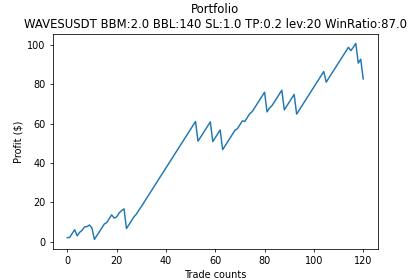 Portfolio
WAVESUSDT BBM:2.0 BBL:140 SL:1.0 TP:0.2 lev:20 WinRatio:87.0
Profit ($)
100
80
60
40
20
0
0 20 40 60 80 100 120
Trade counts